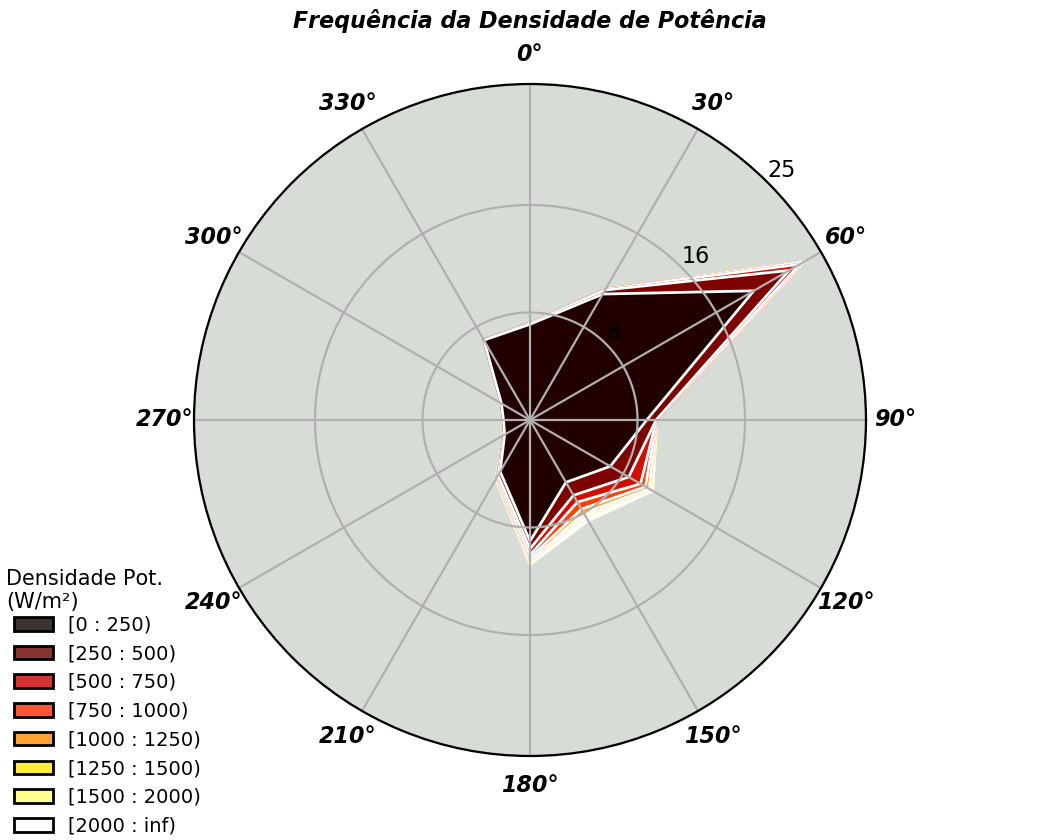 Frequência da Densidade de Potência
0°
330°
30°
25
300°
60°
16
8
270°
90°
240°
120°
210°
150°
180°
Densidade Pot.
(W/m²)
[0 : 250)
[250 : 500)
[500 : 750)
[750 : 1000)
[1000 : 1250)
[1250 : 1500)
[1500 : 2000)
[2000 : inf)